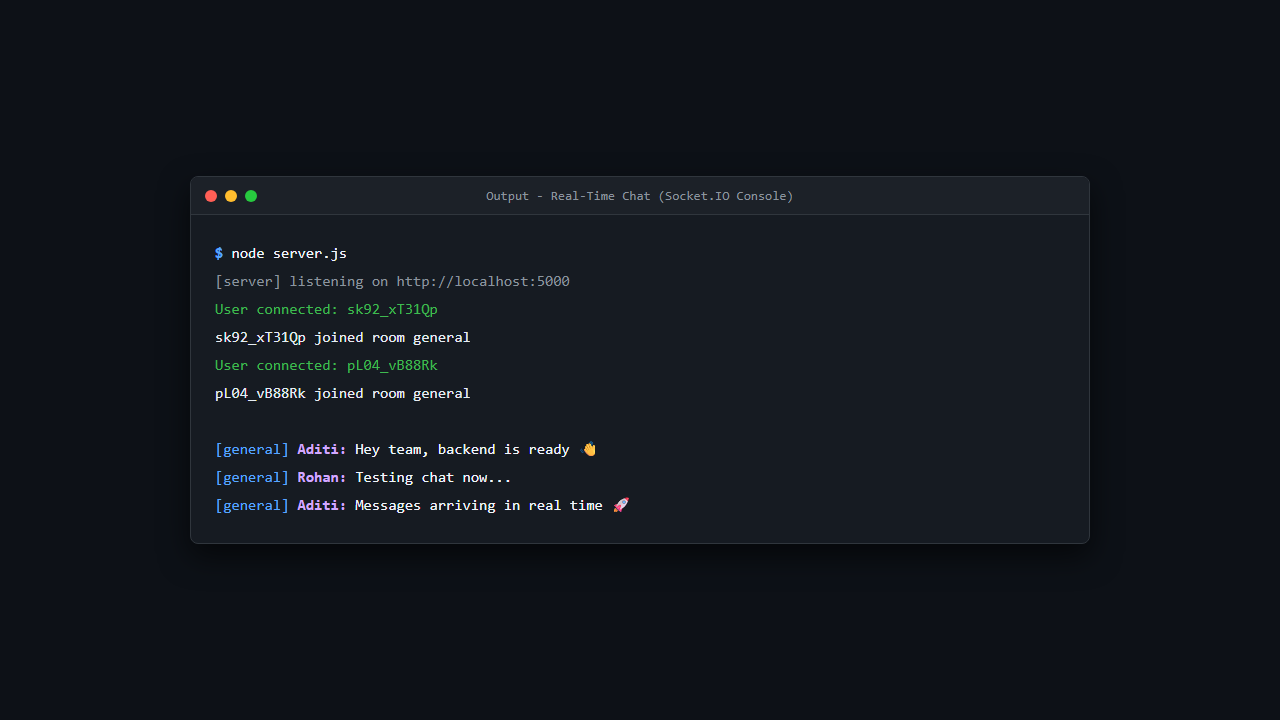 Output - Real-Time Chat (Socket.IO Console)
$ node server.js
[server] listening on http://localhost:5000
User connected: sk92_xT31Qp
sk92_xT31Qp joined room general
User connected: pL04_vB88Rk
pL04_vB88Rk joined room general
[general] Aditi: Hey team, backend is ready 👋
[general] Rohan: Testing chat now...
[general] Aditi: Messages arriving in real time 🚀